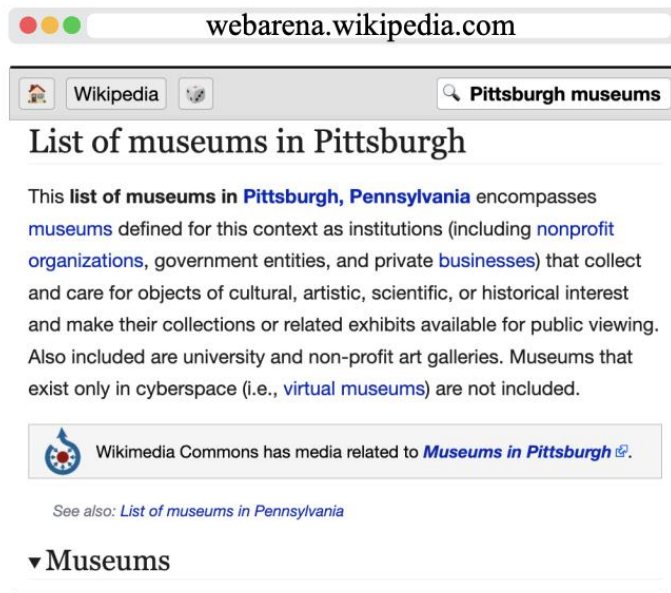 webarena.wikipedia.com
Wikipedia
Pittsburgh museums
List of museums in Pittsburgh
This list of museums in Pittsburgh, Pennsylvania encompasses
museums defined for this context as institutions (including nonprofit
organizations, government entities, and private businesses) that collect
and care for objects of cultural, artistic, scientific, or historical interest
and make their collections or related exhibits available for public viewing.
Also included are university and non-profit art galleries. Museums that
exist only in cyberspace (i.e., virtual museums) are not included.
Wikimedia Commons has media related to Museums in Pittsburgh.
See also: List of museums in Pennsylvania
Museums